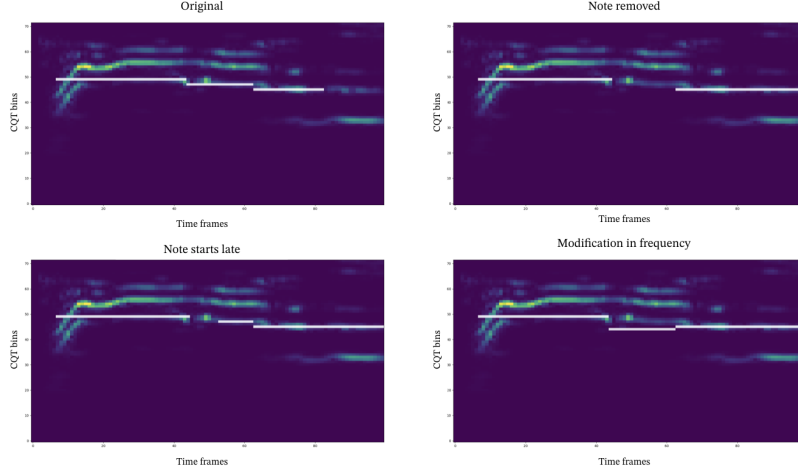 Original
Note removed
CQT bins
CQT bins
Time frames
Time frames
Note starts late
Modification in frequency
CQT bins
CQT bins
Time frames
Time frames